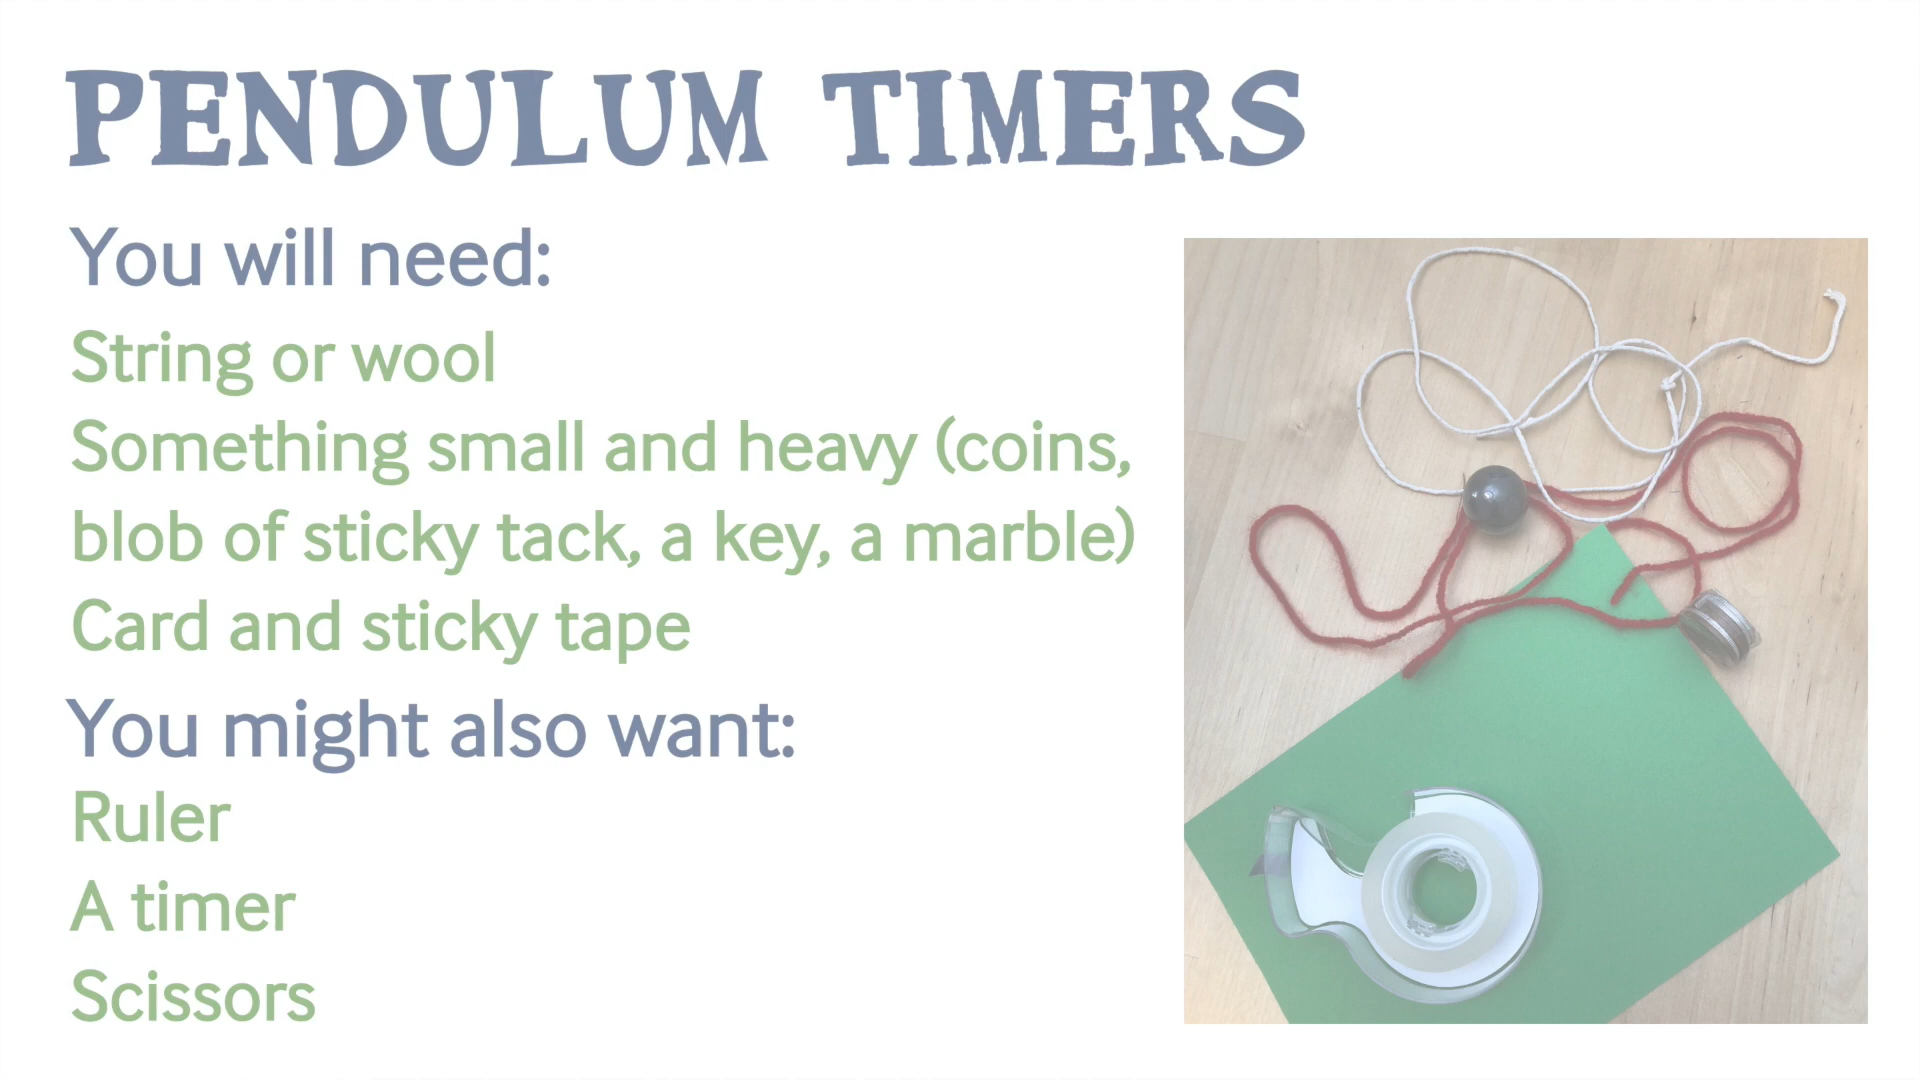 PENDULUM TIMERS
You will need:
String or wool
Something small and heavy (coins,
blob of sticky tack, a key, a marble)
Card and sticky tape
You might also want:
Ruler
A timer
Scissors